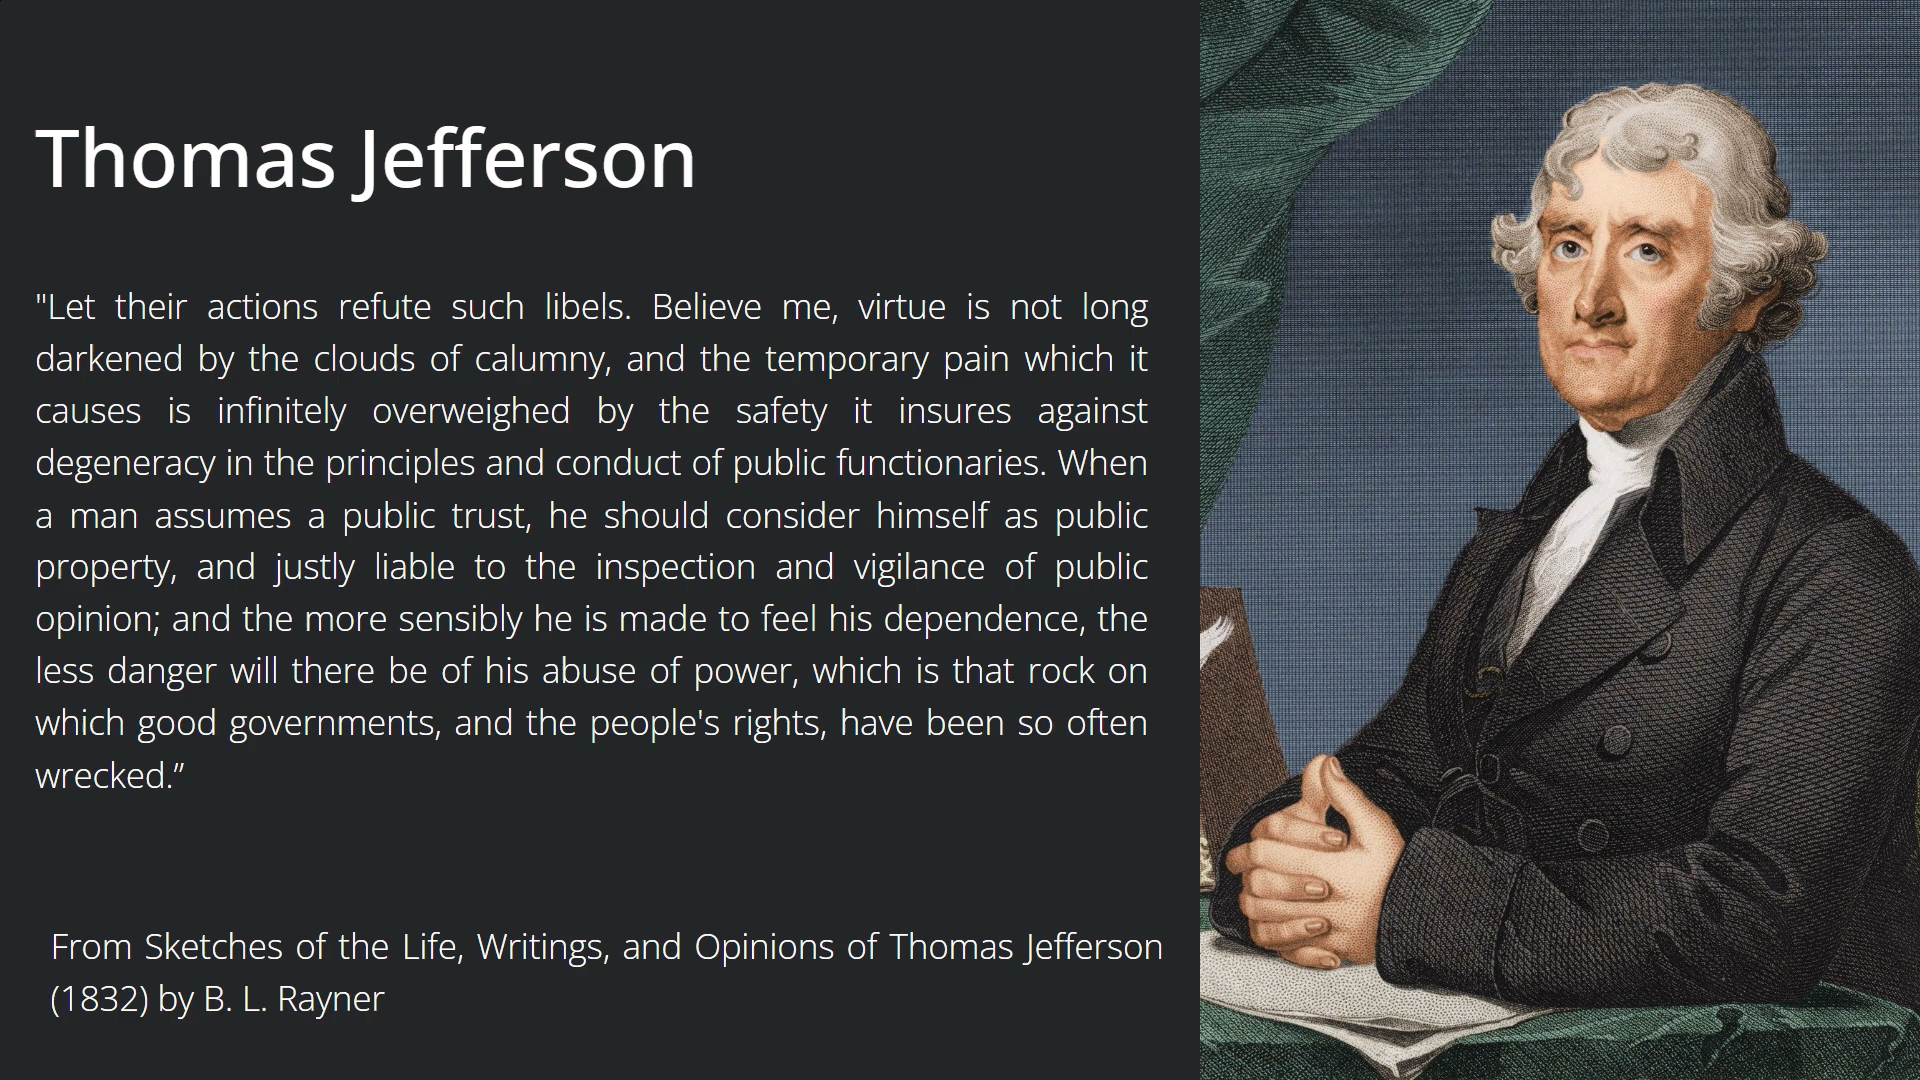 Thomas Jefferson
"Let their actions refute such libels. Believe me, virtue is not long
darkened by the clouds of calumny, and the temporary pain which it
causes is infinitely overweighed by the safety it insures against
degeneracy in the principles and conduct of public functionaries. When
a man assumes a public trust, he should consider himself as public
property, and justly liable to the inspection and vigilance of public
opinion; and the more sensibly he is made to feel his dependence, the
less danger will there be of his abuse of power, which is that rock on
which good governments, and the people's rights, have been so often
wrecked.”
From Sketches of the Life, Writings, and Opinions of Thomas Jefferson
(1832) by B. L. Rayner